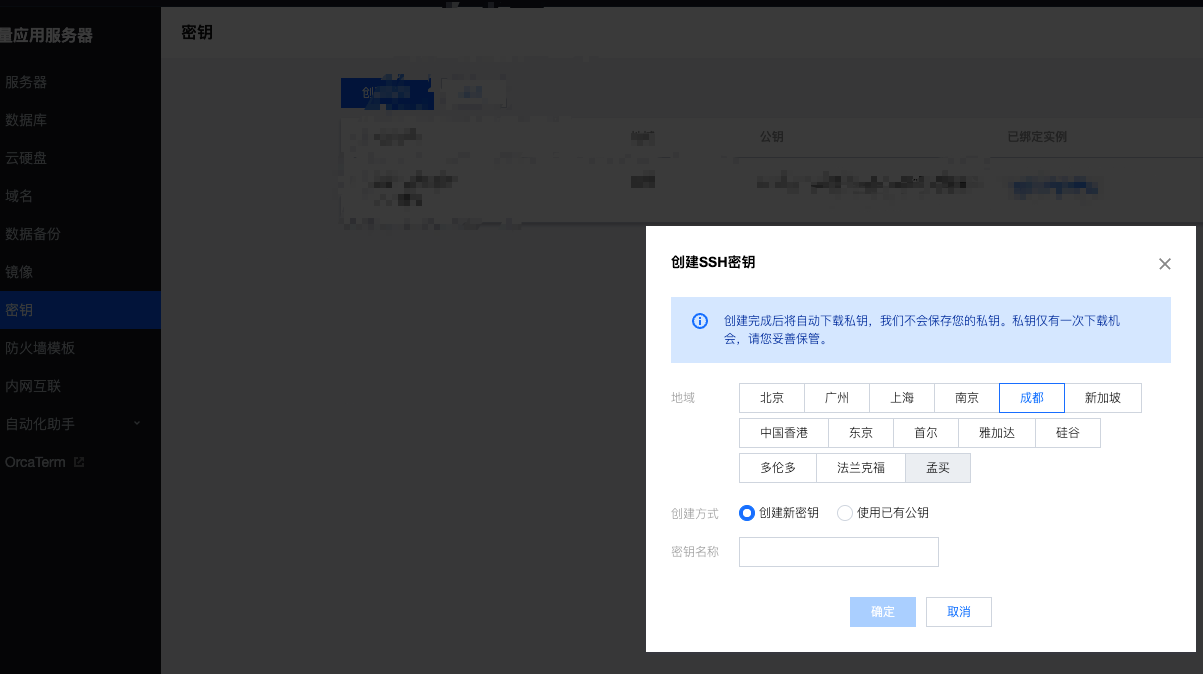 量应用服务器
密钥
服务器
数据库
云硬盘
域名
数据备份
镜像
密钥
防火墙模板
内网互联
自动化助手
OrcaTerm
公钥
已绑定实例
创建SSH密钥
创建完成后将自动下载私钥，我们不会保存您的私钥。私钥仅有一次下载机
会，请您妥善保管。
地域 北京 广州 上海 南京 成都 新加坡
中国香港 东京 首尔 雅加达 硅谷
多伦多 法兰克福 孟买
创建方式 创建新密钥 使用已有公钥
密钥名称
确定 取消